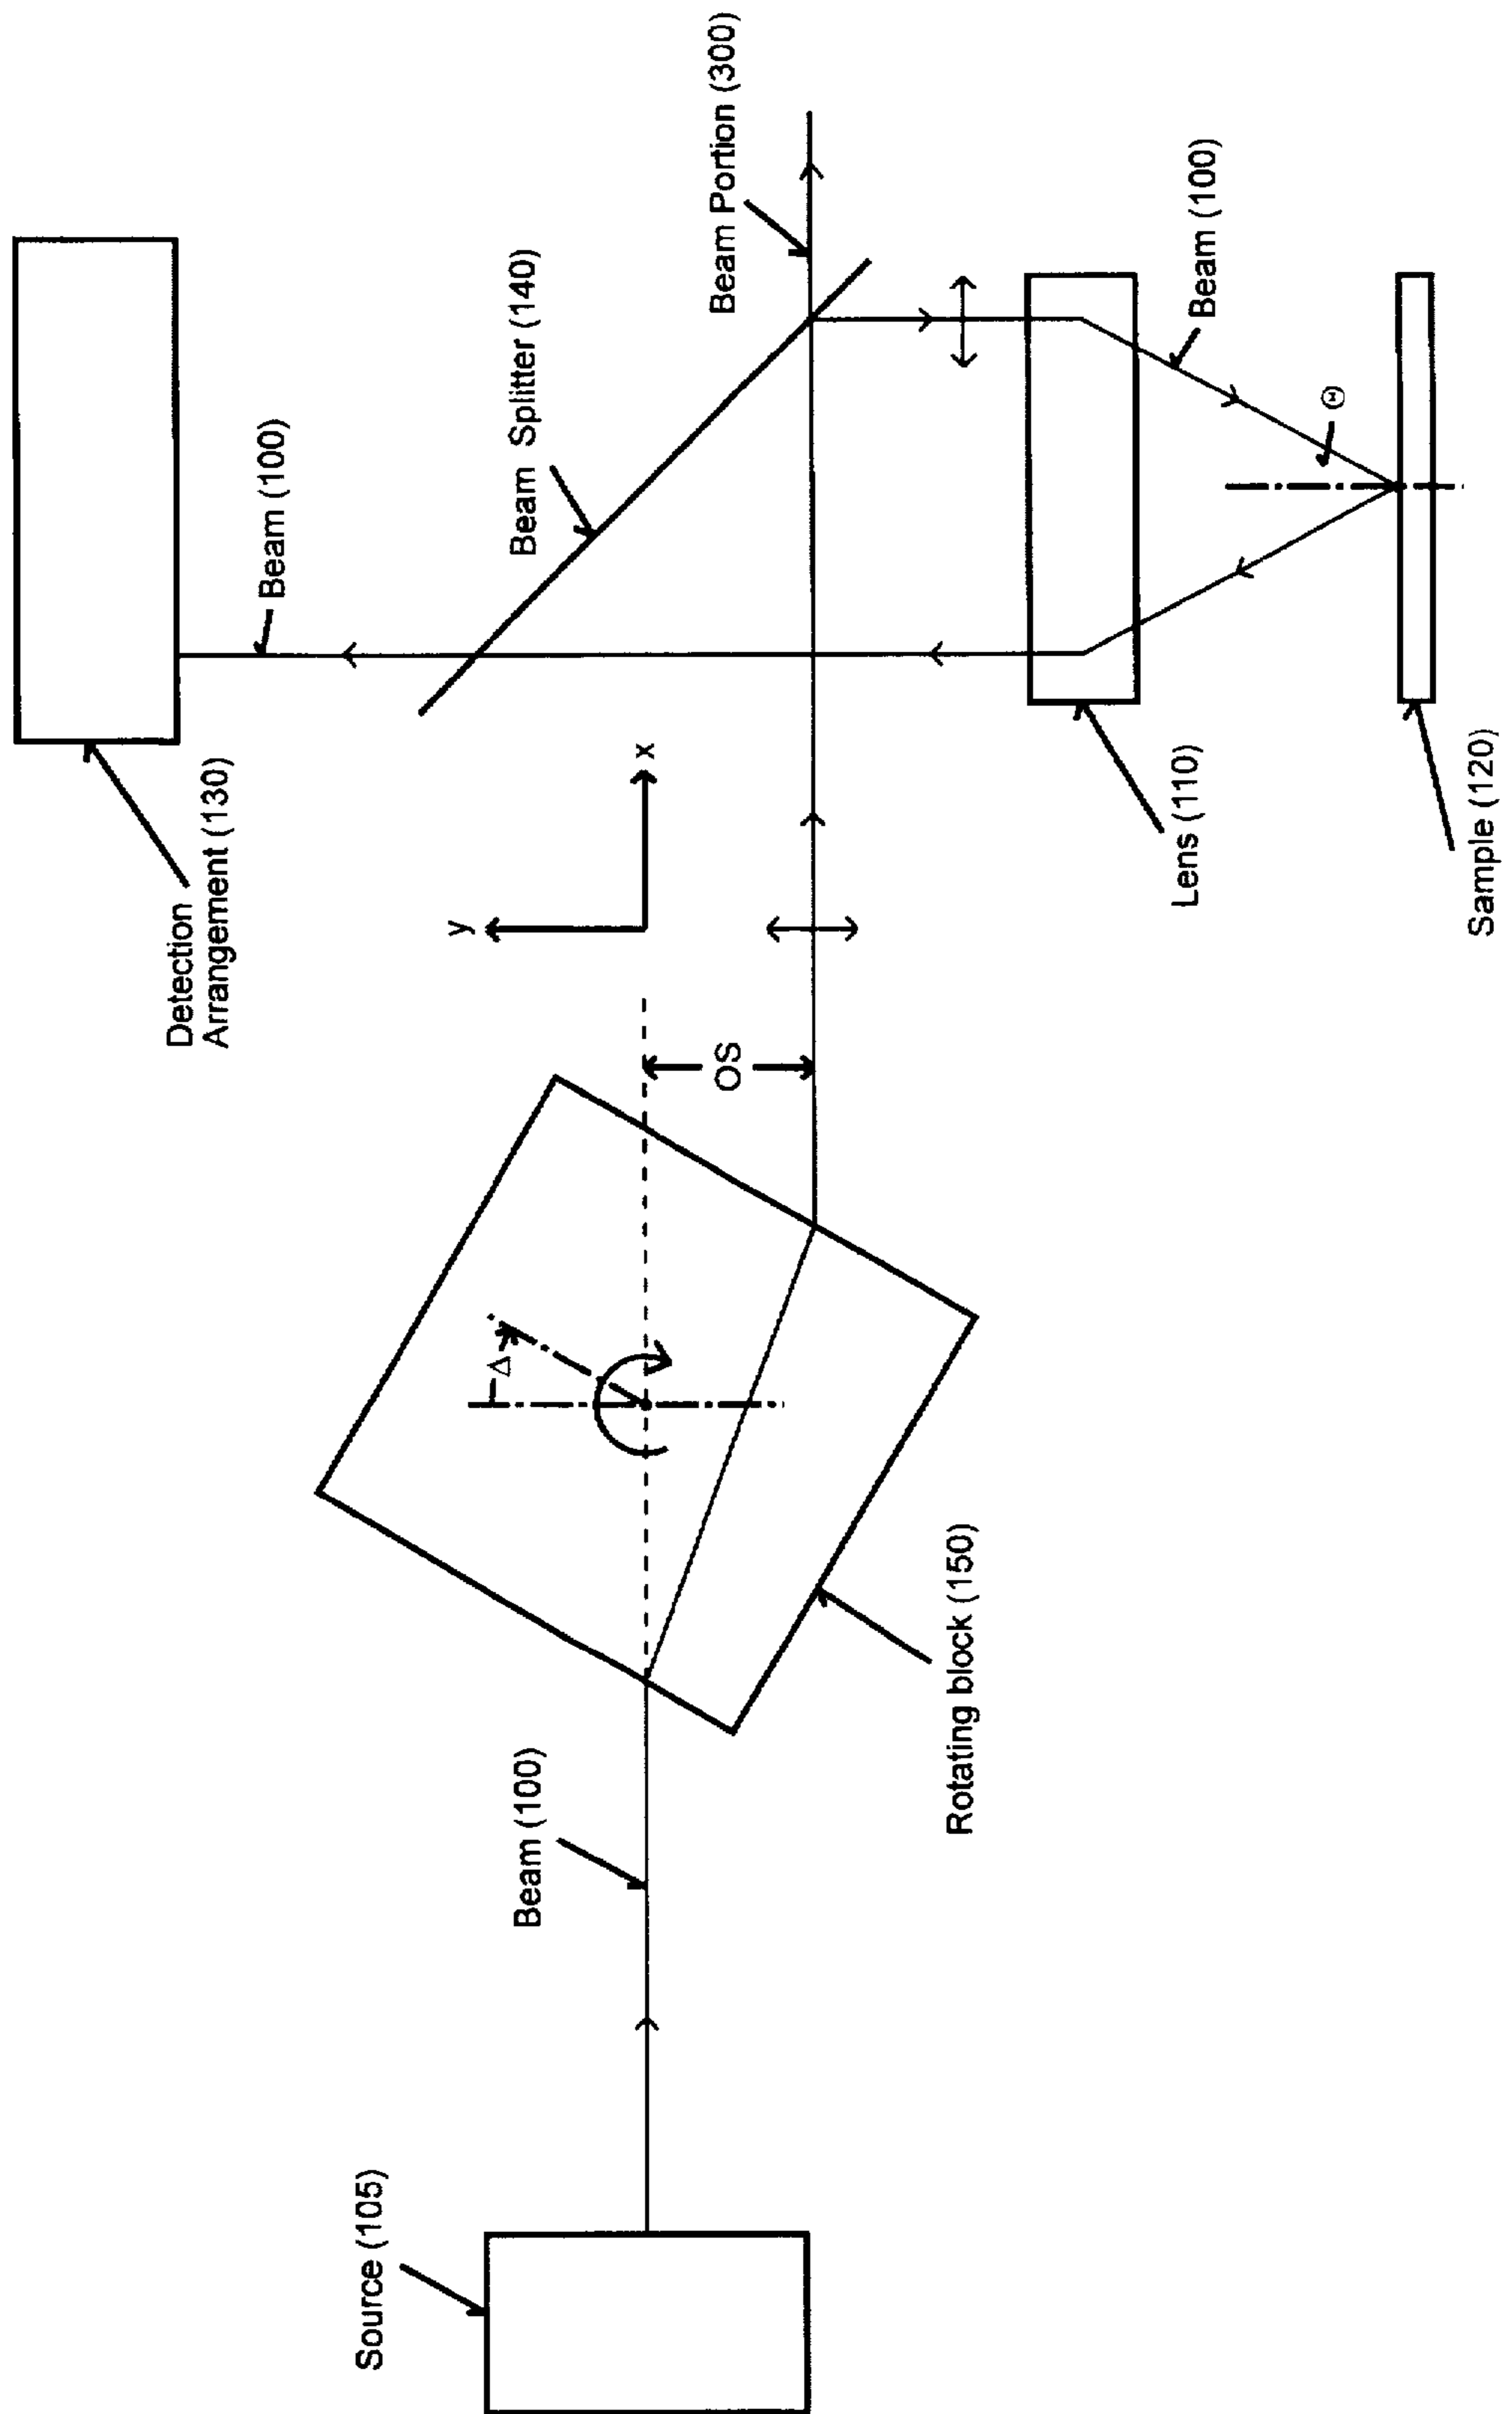 Detection
Arrangement (130)
Beam (100)
Beam Splitter (140)
Beam Portion (300)
Beam (100)
Θ
y
x
OS
Δ
Source (105)
Beam (100)
Rotating block (150)
Lens (110)
Sample (120)